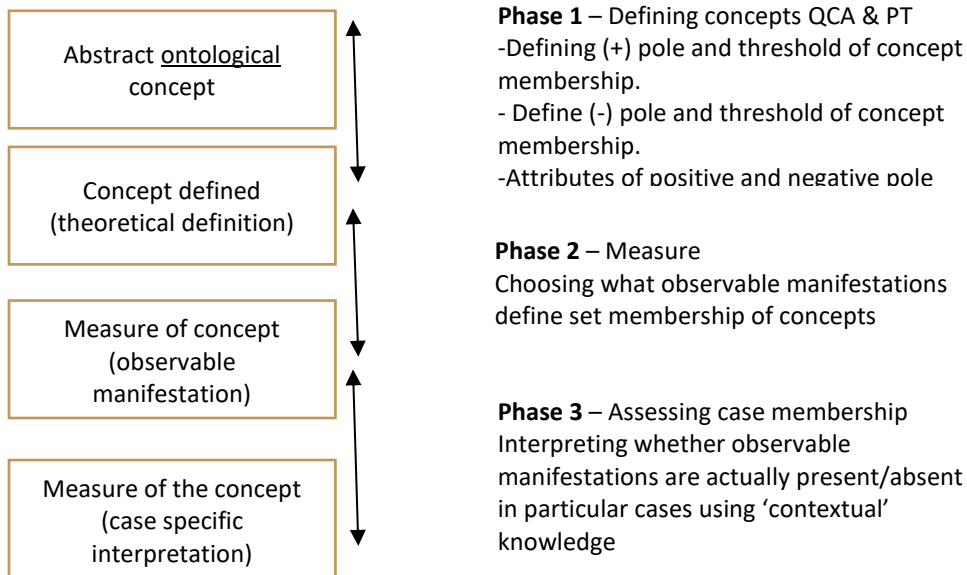 Abstract ontological
concept
Concept defined
(theoretical definition)
Measure of concept
(observable
manifestation)
Measure of the concept
(case specific
interpretation)
Phase 1 – Defining concepts QCA & PT
-Defining (+) pole and threshold of concept
membership.
- Define (-) pole and threshold of concept
membership.
-Attributes of positive and negative pole
Phase 2 – Measure
Choosing what observable manifestations
define set membership of concepts
Phase 3 – Assessing case membership
Interpreting whether observable
manifestations are actually present/absent
in particular cases using ‘contextual’
knowledge